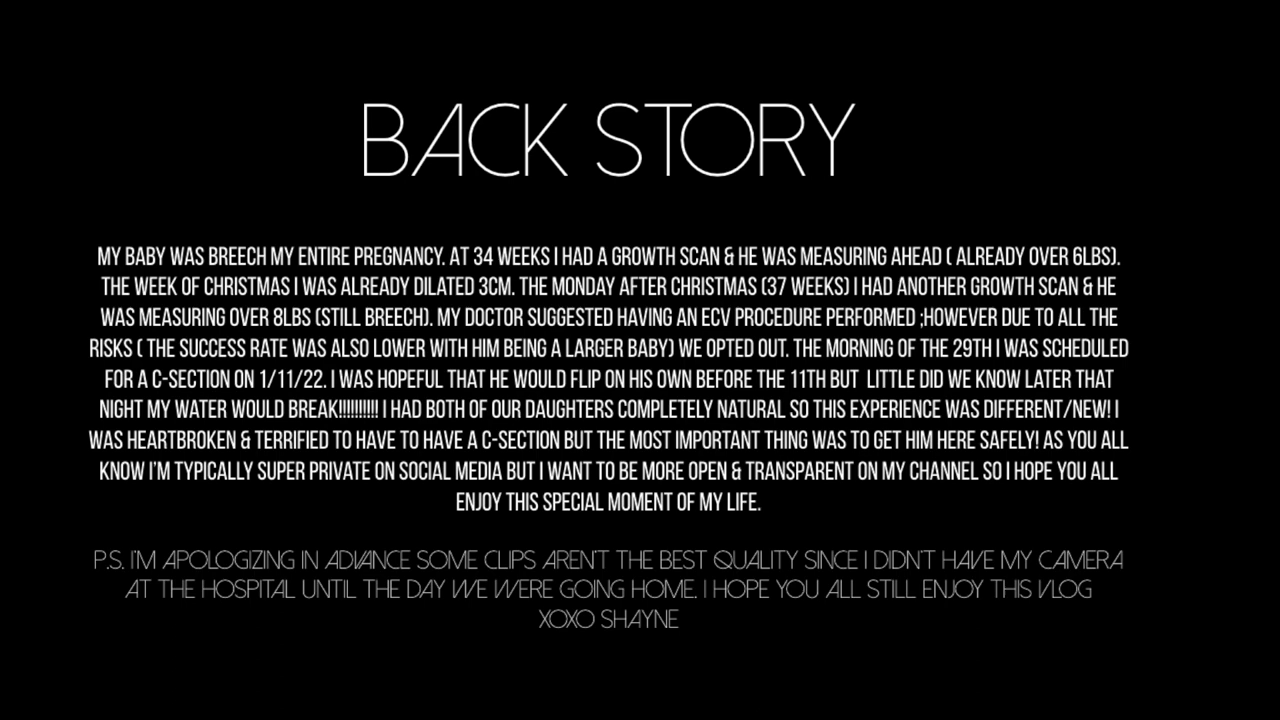 BACK STORY
MY BABY WAS BREECH MY ENTIRE PREGNANCY. AT 34 WEEKS I HAD A GROWTH SCAN & HE WAS MEASURING AHEAD ( ALREADY OVER 6LBS).
THE WEEK OF CHRISTMAS I WAS ALREADY DILATED 3CM. THE MONDAY AFTER CHRISTMAS (37 WEEKS) I HAD ANOTHER GROWTH SCAN & HE
WAS MEASURING OVER 8LBS (STILL BREECH). MY DOCTOR SUGGESTED HAVING AN ECV PROCEDURE PERFORMED ;HOWEVER DUE TO ALL THE
RISKS ( THE SUCCESS RATE WAS ALSO LOWER WITH HIM BEING A LARGER BABY) WE OPTED OUT. THE MORNING OF THE 29TH I WAS SCHEDULED
FOR A C-SECTION ON 1/11/22. I WAS HOPEFUL THAT HE WOULD FLIP ON HIS OWN BEFORE THE 11TH BUT LITTLE DID WE KNOW LATER THAT
NIGHT MY WATER WOULD BREAK!!!!!!!!!! I HAD BOTH OF OUR DAUGHTERS COMPLETELY NATURAL SO THIS EXPERIENCE WAS DIFFERENT/NEW! I
WAS HEARTBROKEN & TERRIFIED TO HAVE TO HAVE A C-SECTION BUT THE MOST IMPORTANT THING WAS TO GET HIM HERE SAFELY! AS YOU ALL
KNOW I'M TYPICALLY SUPER PRIVATE ON SOCIAL MEDIA BUT I WANT TO BE MORE OPEN & TRANSPARENT ON MY CHANNEL SO I HOPE YOU ALL
ENJOY THIS SPECIAL MOMENT OF MY LIFE.
P.S. I'M APOLOGIZING IN ADVANCE SOME CLIPS AREN'T THE BEST QUALITY SINCE I DIDN'T HAVE MY CAMERA
AT THE HOSPITAL UNTIL THE DAY WE WERE GOING HOME. I HOPE YOU ALL STILL ENJOY THIS VLOG
XOXO SHAYNE